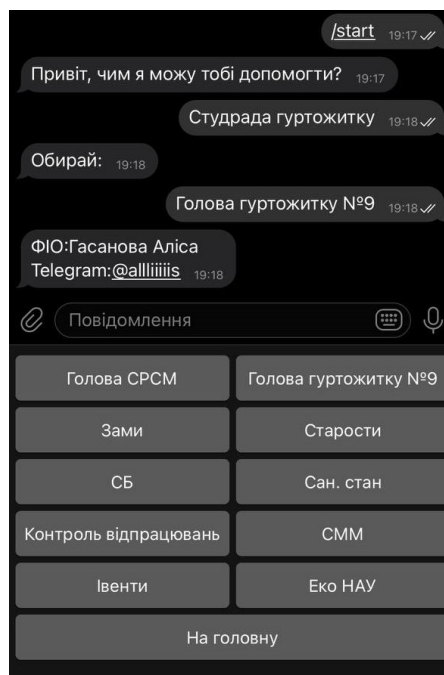 /start 19:17
Привіт, чим я можу тобі допомогти? 19:17
Студрада гуртожитку 19:18
Обирай: 19:18
Голова гуртожитку №9 19:18
ФІО:Гасанова Аліса
Telegram:@allliiiiis 19:18
Повідомлення
Голова СРСМ Голова гуртожитку №9
Зами Старости
СБ Сан. стан
Контроль відпрацювань СММ
Івенти Еко НАУ
На головну